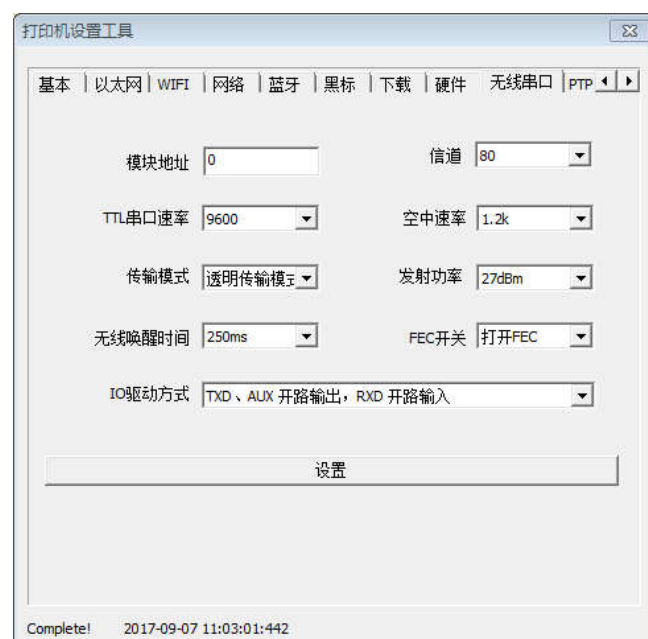 打印机设置工具
基本 以太网 WIFI 网络 蓝牙 黑标 下载 硬件 无线串口 PTP
模块地址 0 信道 80
TTL串口速率 9600 空中速率 1.2k
传输模式 透明传输模式 发射功率 27dBm
无线唤醒时间 250ms FEC开关 打开FEC
IO驱动方式 TXD、AUX 开路输出，RXD 开路输入
设置
Complete! 2017-09-07 11:03:01:442